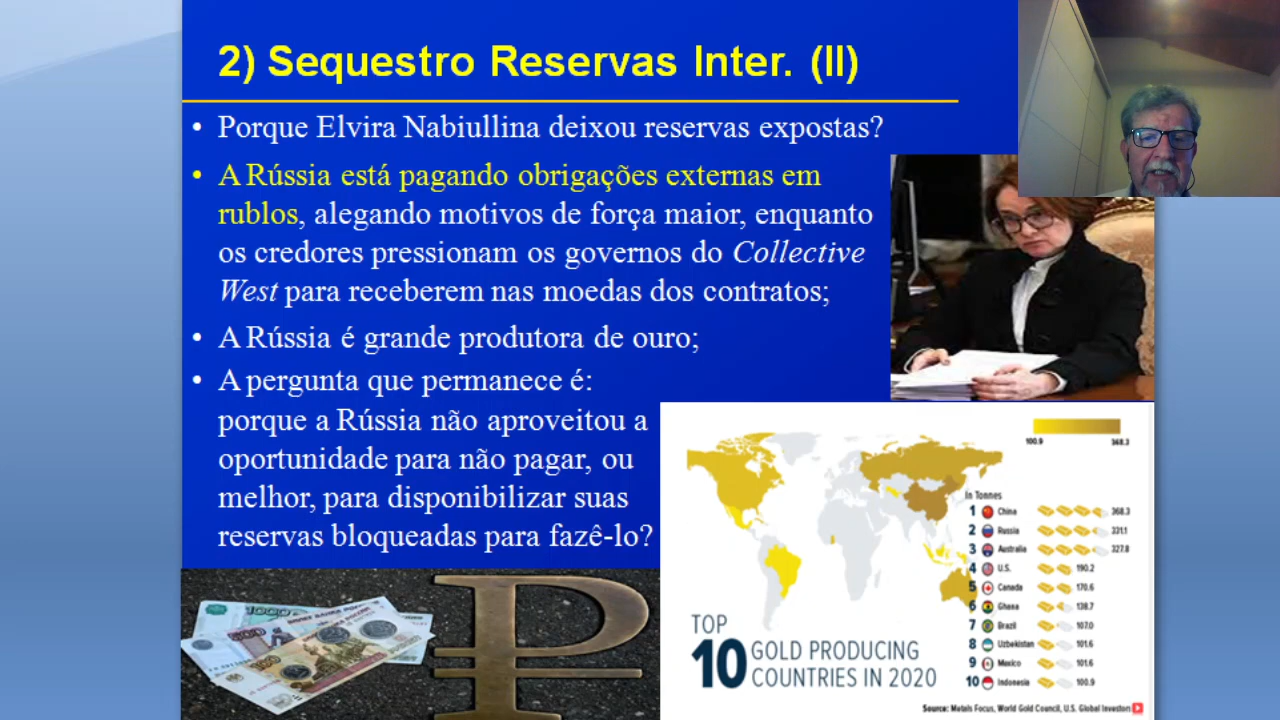 2) Sequestro Reservas Inter. (II)
• Porque Elvira Nabiullina deixou reservas expostas?
• A Rússia está pagando obrigações externas em
rublos, alegando motivos de força maior, enquanto
os credores pressionam os governos do Collective
West para receberem nas moedas dos contratos;
• A Rússia é grande produtora de ouro;
• A pergunta que permanece é:
porque a Rússia não aproveitou a
oportunidade para não pagar, ou
melhor, para disponibilizar suas
reservas bloqueadas para fazê-lo?
100.9 368.3
In Tonnes
1 China 368.3
2 Russia 331.1
3 Australia 327.8
4 U.S. 190.2
5 Canada 170.6
6 Ghana 138.7
7 Brazil 107.0
8 Uzbekistan 101.6
9 Mexico 101.6
10 Indonesia 100.9
TOP
10 GOLD PRODUCING
COUNTRIES IN 2020
Source: Metals Focus, World Gold Council, U.S. Global Investors
1000